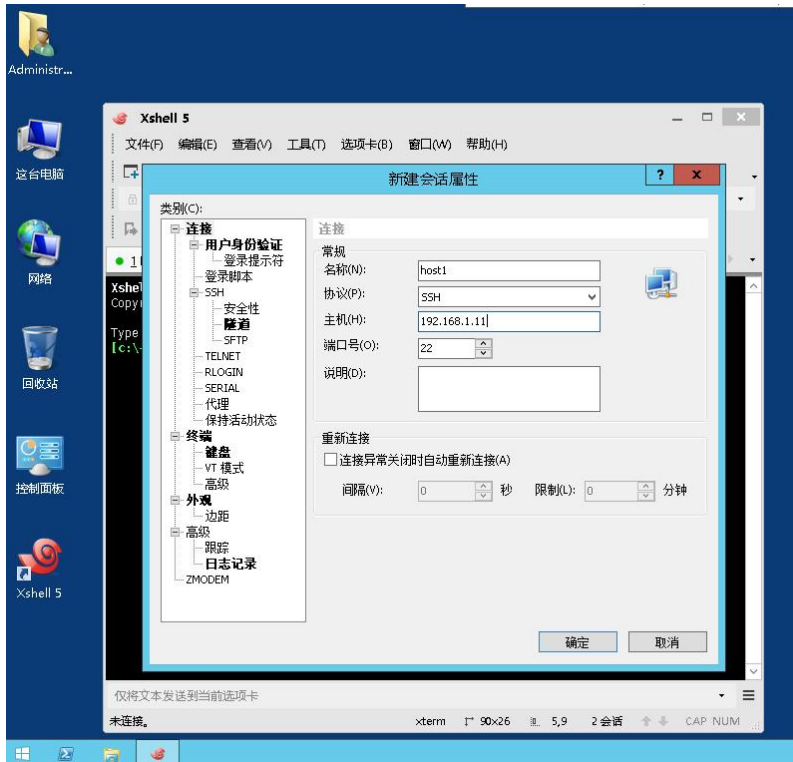 Administr...
这台电脑
网络
回收站
控制面板
Xshell 5
Xshell 5
文件(F) 编辑(E) 查看(V) 工具(T) 选项卡(B) 窗口(W) 帮助(H)
新建会话属性
? x
类别(C):
连接
用户身份验证
登录提示符
登录脚本
SSH
安全性
隧道
SFTP
TELNET
RLOGIN
SERIAL
代理
保持活动状态
终端
键盘
VT 模式
高级
外观
边距
高级
跟踪
日志记录
ZMODEM
连接
常规
名称(N): host1
协议(P): SSH
主机(H): 192.168.1.11
端口号(O): 22
说明(D):
重新连接
连接异常关闭时自动重新连接(A)
间隔(V): 0 秒 限制(L): 0 分钟
确定 取消
1
Xshel
Copyr
Type
[c:\
仅将文本发送到当前选项卡
未连接。 xterm 90×26 5,9 2会话 CAP NUM